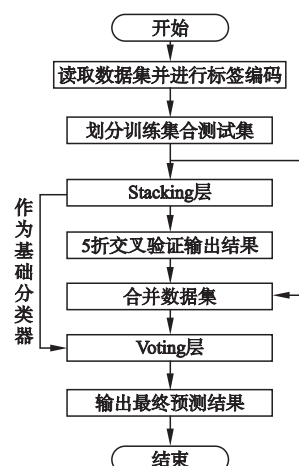 开始
读取数据集并进行标签编码
划分训练集合测试集
Stacking层
作为基础分类器
5折交叉验证输出结果
合并数据集
Voting层
输出最终预测结果
结束